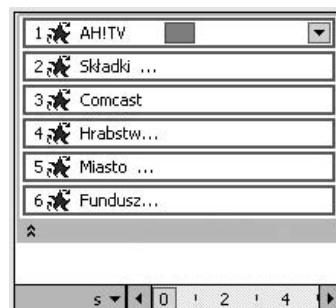 1 AH!TV
2 Składki ...
3 Comcast
4 Hrabstw...
5 Miasto ...
6 Fundusz...
s 0 2 4